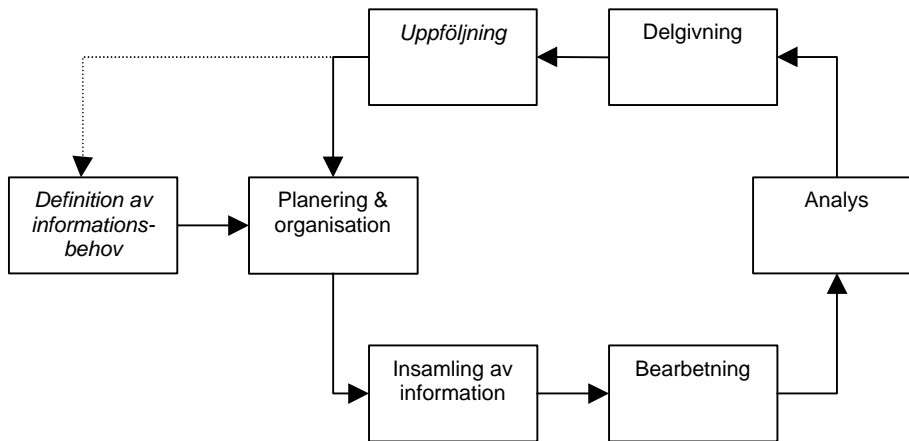 Uppföljning
Delgivning
Definition av
informations-
behov
Planering &
organisation
Analys
Insamling av
information
Bearbetning